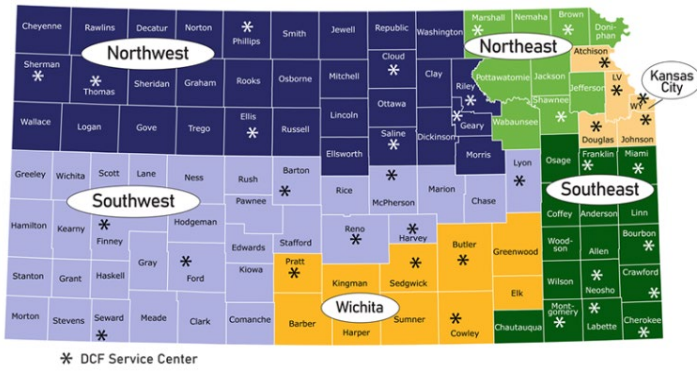 Cheyenne Rawlins Decatur Norton Phillips Smith Jewell Republic Washington Marshall Nemaha Brown Doni-
phan
Northwest
Northeast
Atchison
Sherman Thomas Sheridan Graham Rooks Osborne Mitchell Cloud Clay Riley Pottawatomie Jackson Jefferson LV
Kansas
City
WY
Ottawa Shawnee
Wallace Logan Gove Trego Ellis Russell Lincoln Saline Dickinson Geary Wabaunsee Douglas Johnson
Ellsworth Morris
Greeley Wichita Scott Lane Ness Rush Barton Rice McPherson Marion Chase Lyon Osage Franklin Miami
Pawnee
Southwest
Southeast
Hamilton Kearny Finney Hodgeman Stafford Reno Harvey Coffey Anderson Linn
Edwards Butler Greenwood Wood-
son
Allen Bourbon
Gray Ford Kiowa Pratt Kingman Sedgwick
Stanton Grant Haskell Elk Wilson Neosho Crawford
Wichita
Morton Stevens Seward Meade Clark Comanche Barber Harper Sumner Cowley Chautauqua Mont-
gomery
Labette Cherokee
* DCF Service Center